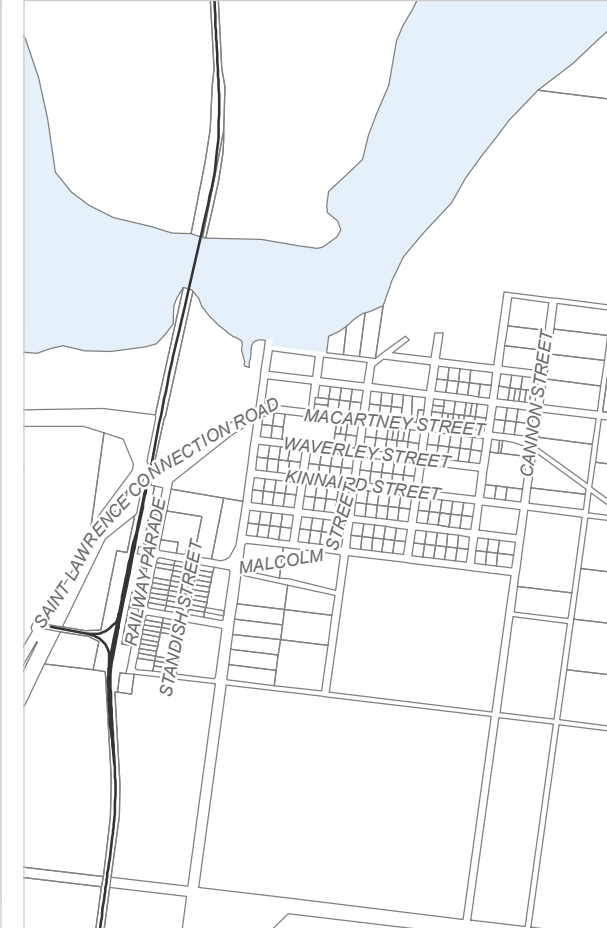 CANNON STREET
MACARTNEY STREET
SAINT LAWRENCE CONNECTION ROAD
WAVERLEY STREET
KINNAIRD STREET
RAILWAY PARADE
STANDISH STREET
MALCOLM STREET